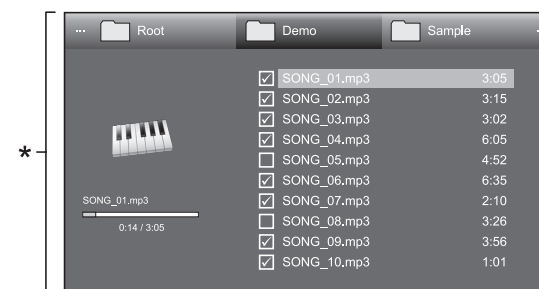 ... Root Demo Sample
SONG_01.mp3 3:05
SONG_02.mp3 3:15
SONG_03.mp3 3:02
SONG_04.mp3 6:05
SONG_05.mp3 4:52
SONG_06.mp3 6:35
SONG_07.mp3 2:10
SONG_08.mp3 3:26
SONG_09.mp3 3:56
SONG_10.mp3 1:01
*
SONG_01.mp3
0:14 / 3:05